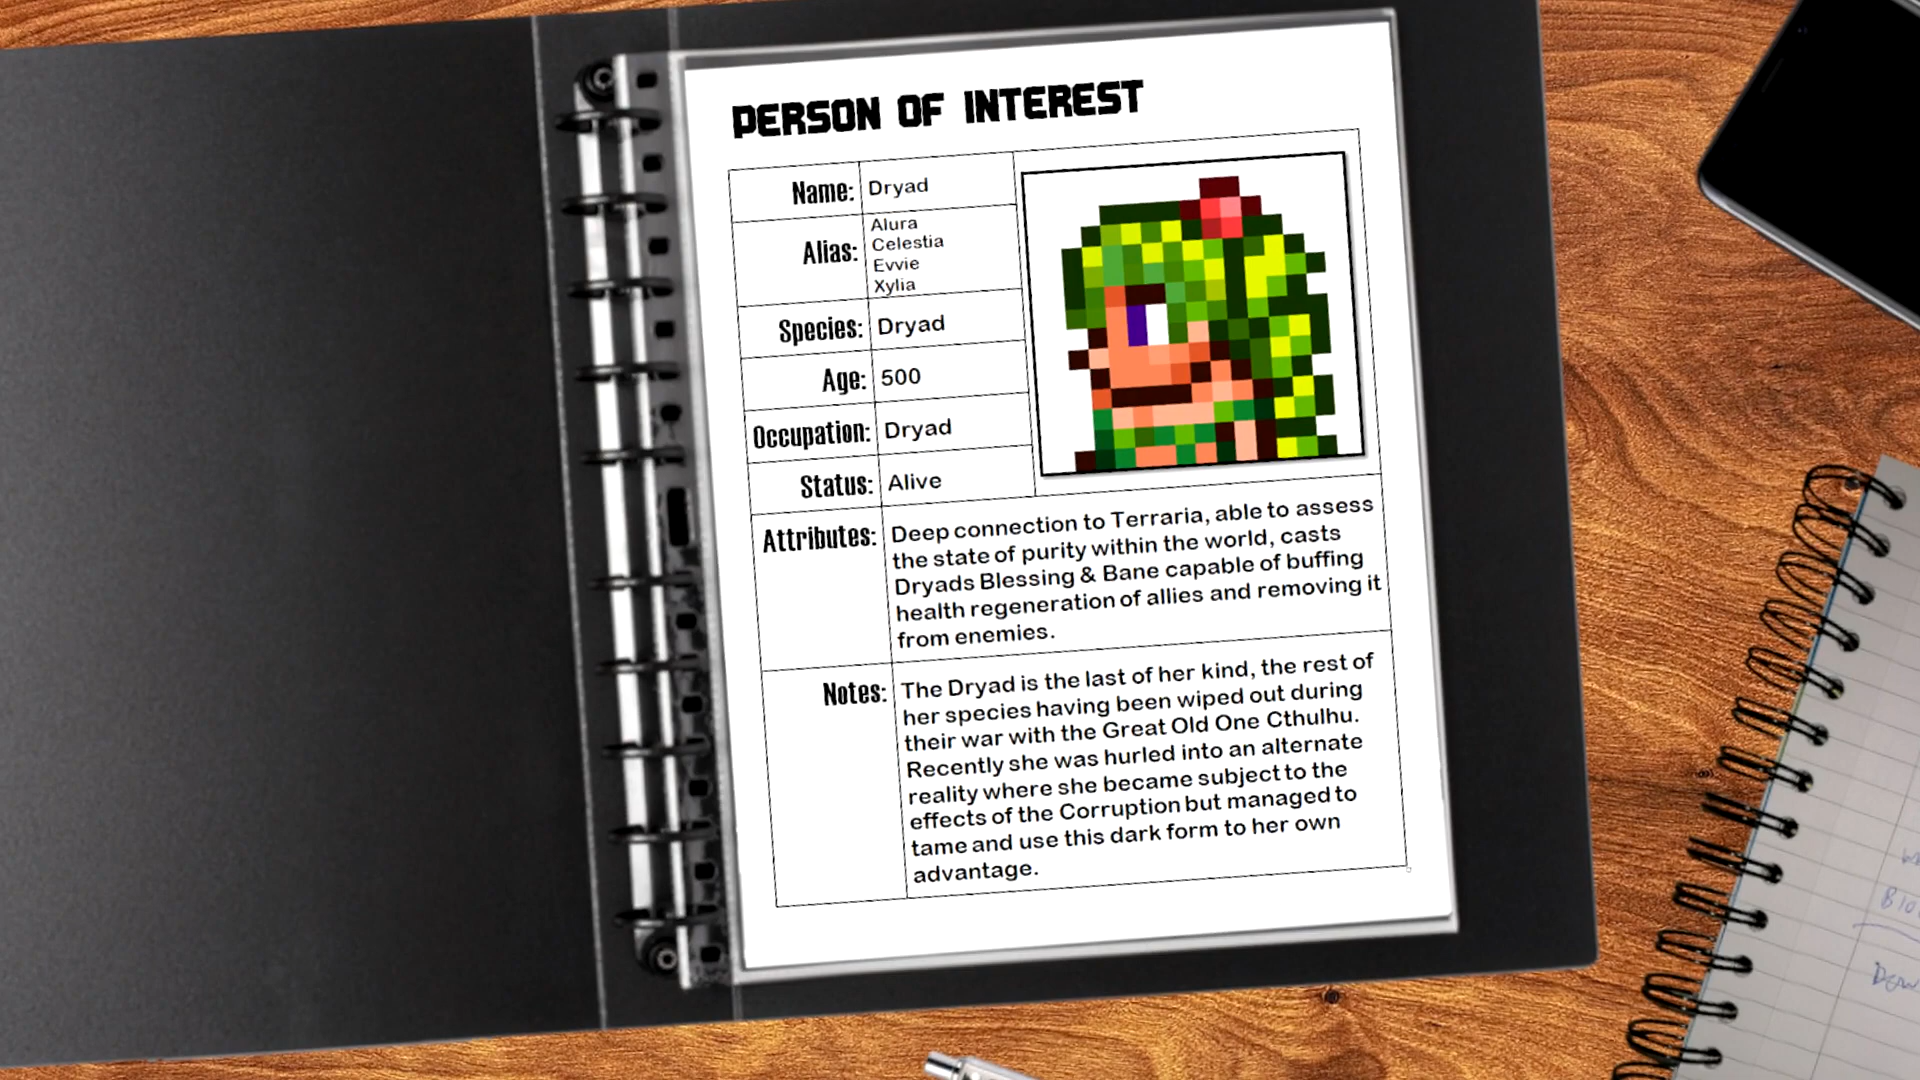 PERSON OF INTEREST
Name: Dryad
Alias: Alura
Celestia
Evvie
Xylia
Species: Dryad
Age: 500
Occupation: Dryad
Status: Alive
Attributes: Deep connection to Terraria, able to assess
the state of purity within the world, casts
Dryads Blessing & Bane capable of buffing
health regeneration of allies and removing it
from enemies.
Notes: The Dryad is the last of her kind, the rest of
her species having been wiped out during
their war with the Great Old One Cthulhu.
Recently she was hurled into an alternate
reality where she became subject to the
effects of the Corruption but managed to
tame and use this dark form to her own
advantage.